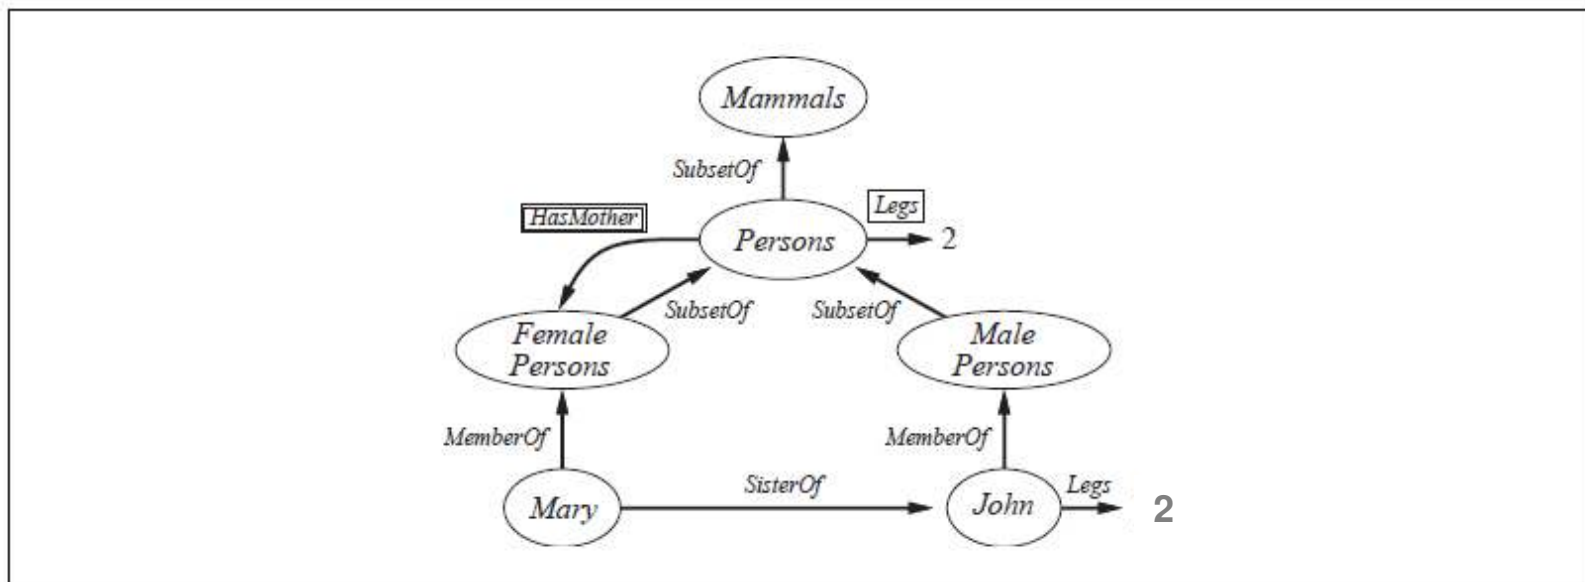 Mammals
SubsetOf
HasMother
Legs
Persons
2
SubsetOf
SubsetOf
Female
Persons
Male
Persons
MemberOf
MemberOf
Mary
SisterOf
John
Legs
2